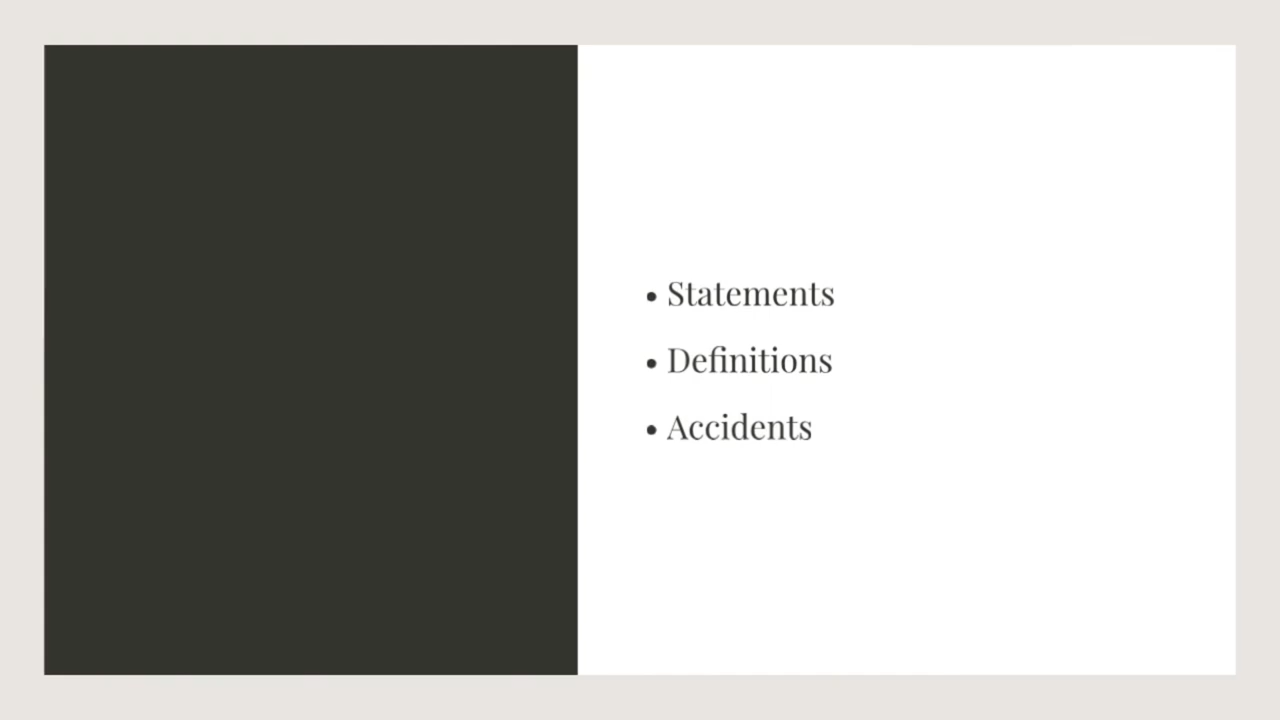 • Statements
• Definitions
• Accidents